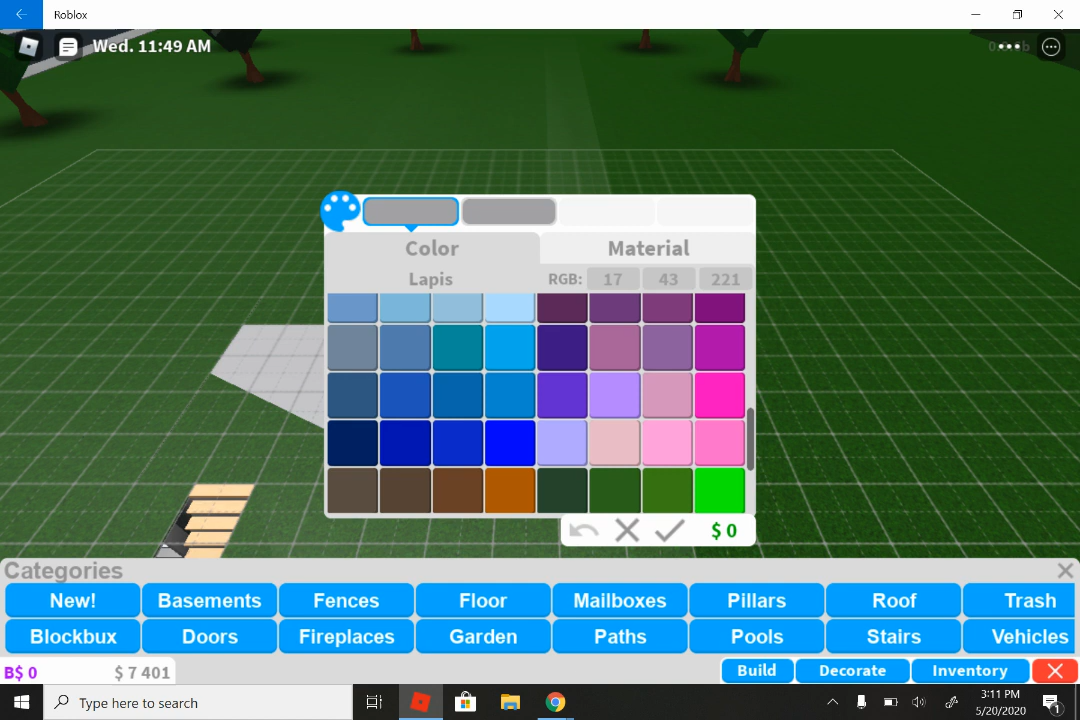 Roblox
Wed. 11:49 AM
Color
Material
Lapis
RGB: 17 43 221
$ 0
Categories
New! Basements Fences Floor Mailboxes Pillars Roof Trash
Blockbux Doors Fireplaces Garden Paths Pools Stairs Vehicles
B$ 0 $ 7 401
Build Decorate Inventory
Type here to search
3:11 PM
5/20/2020
1